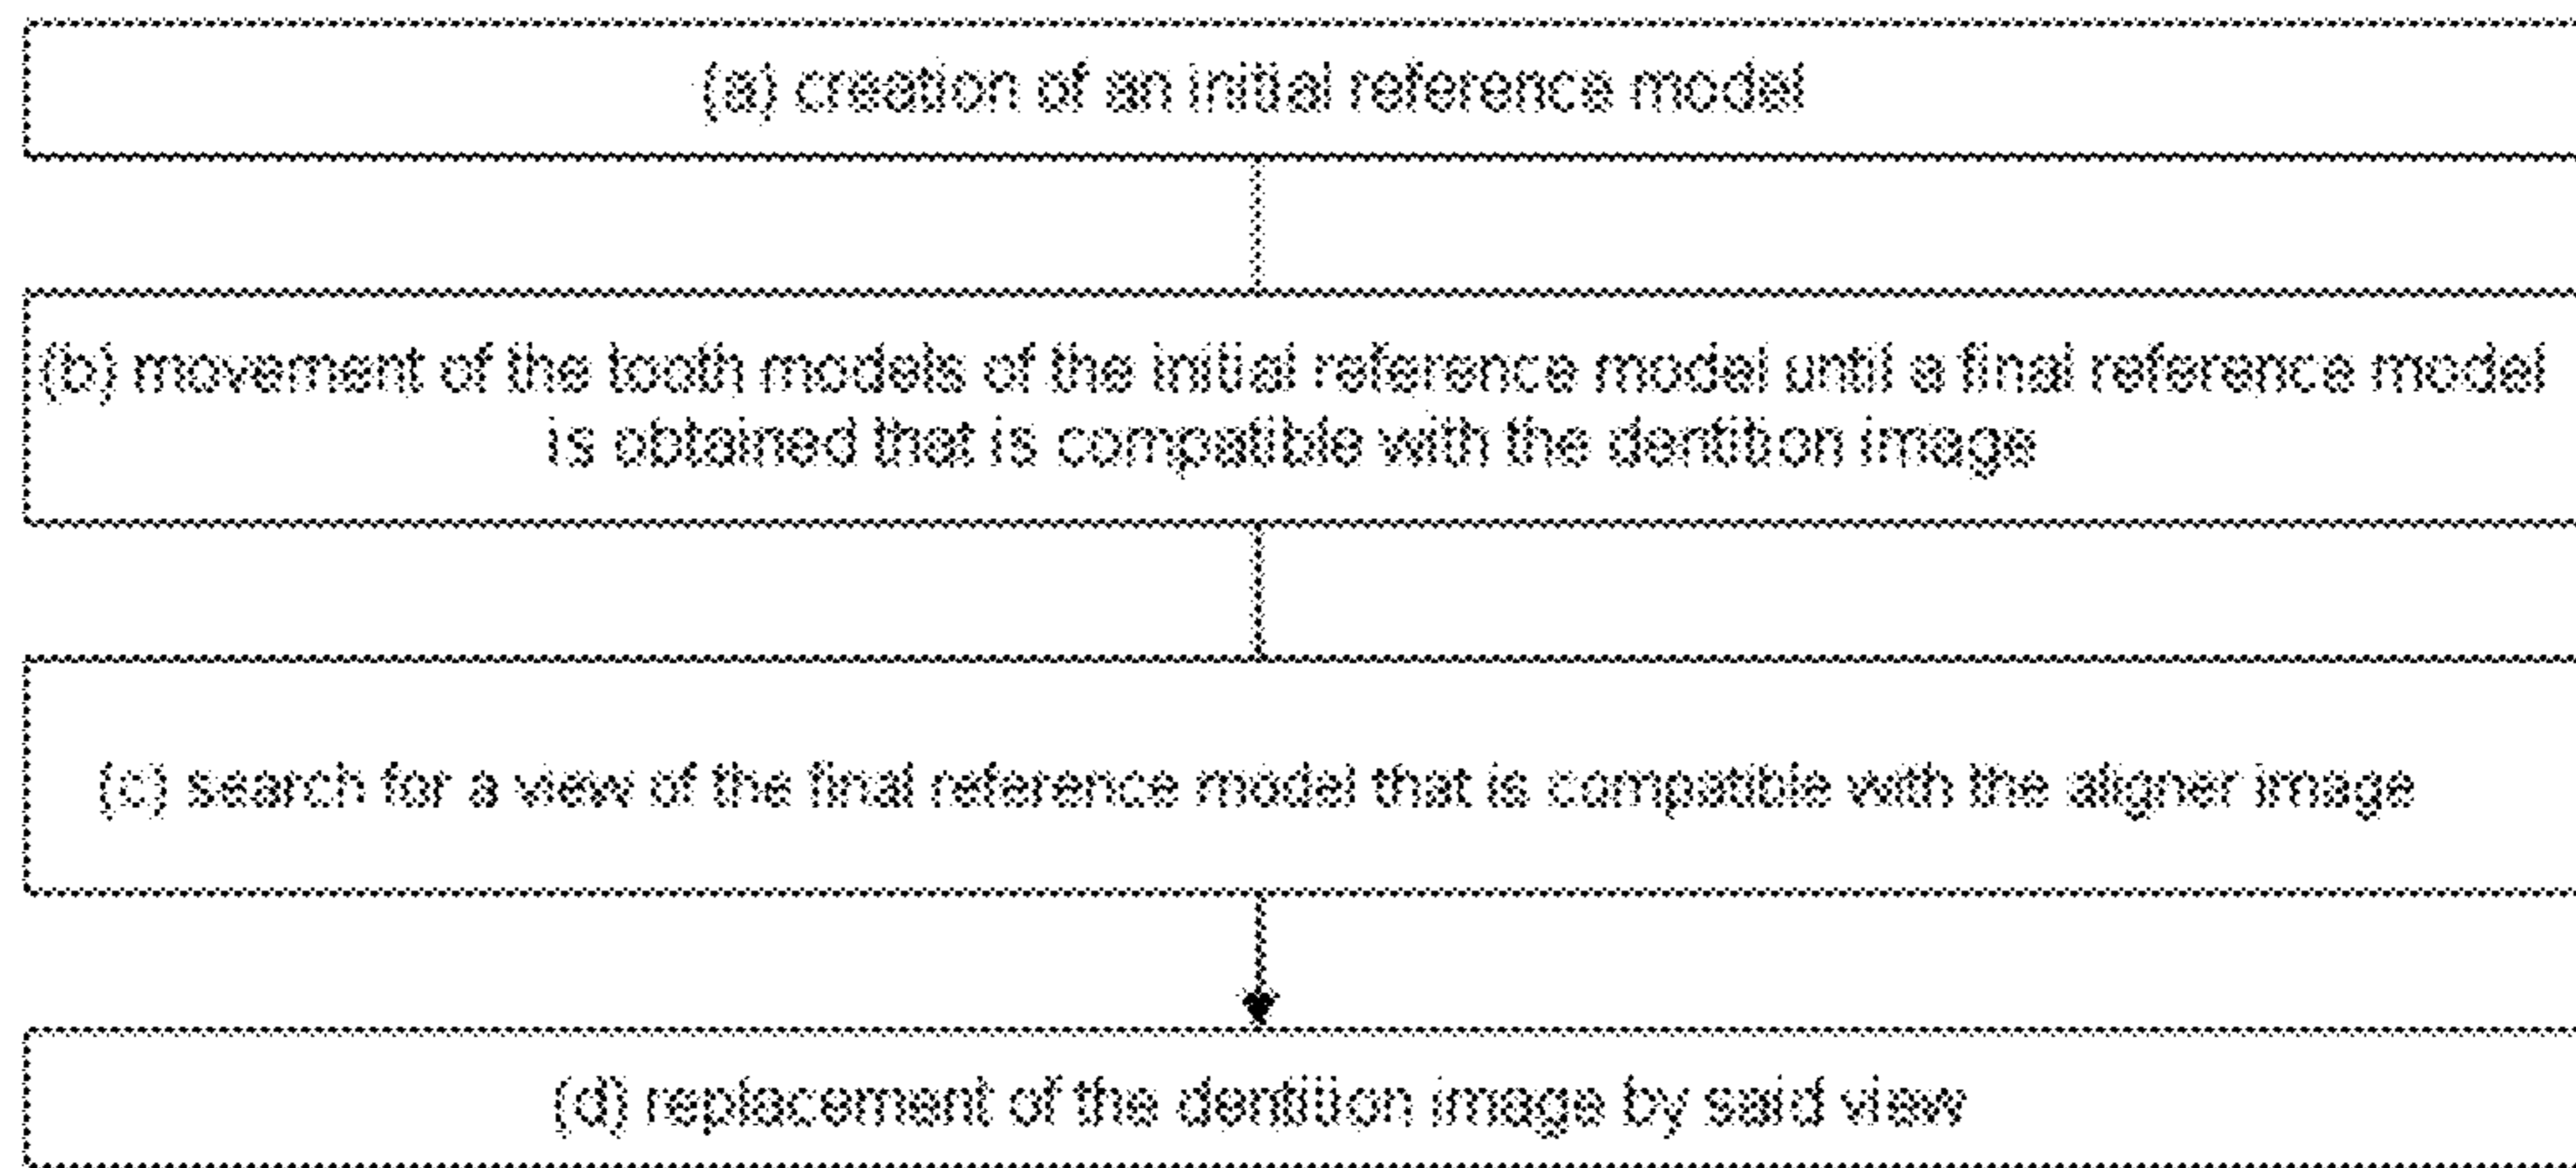 (a) creation of an initial reference model
(b) movement of the tooth models of the initial reference model until a final reference model
is obtained that is compatible with the dentition image
(c) search for a view of the final reference model that is compatible with the aligner image
(d) replacement of the dentition image by said view